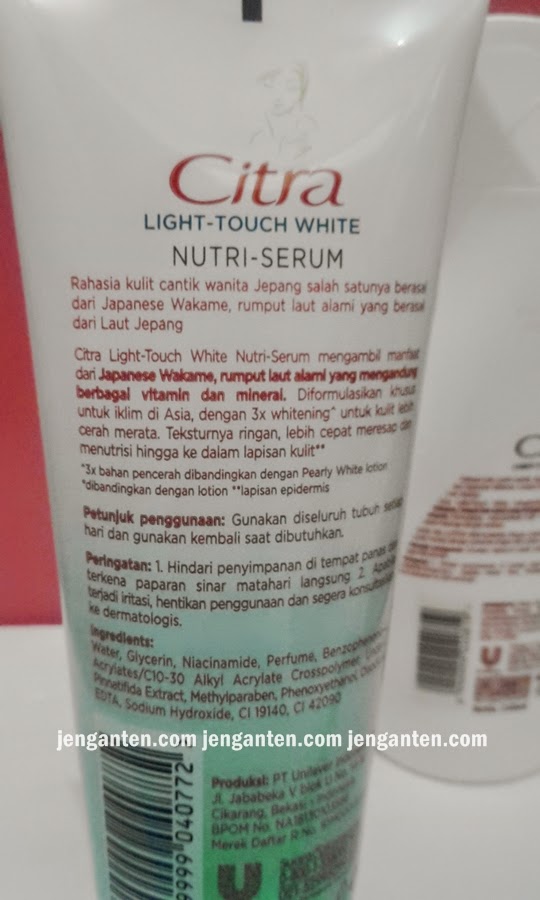 Citra
LIGHT-TOUCH WHITE
NUTRI-SERUM
Rahasia kulit cantik wanita Jepang salah satunya berasal
dari Japanese Wakame, rumput laut alami yang berasal
dari Laut Jepang
Citra Light-Touch White Nutri-Serum mengambil manfaat
dari Japanese Wakame, rumput laut alami yang mengandung
berbagai vitamin dan mineral. Diformulasikan khusus
untuk iklim di Asia, dengan 3x whitening^ untuk kulit lebih
cerah merata. Teksturnya ringan, lebih cepat meresap dan
menutrisi hingga ke dalam lapisan kulit**
^3x bahan pencerah dibandingkan dengan Pearly White lotion
*dibandingkan dengan lotion **lapisan epidermis
Petunjuk penggunaan: Gunakan diseluruh tubuh setiap
hari dan gunakan kembali saat dibutuhkan.
Peringatan: 1. Hindari penyimpanan di tempat panas dan
terkena paparan sinar matahari langsung 2. Apabila
terjadi iritasi, hentikan penggunaan dan segera konsultasikan
ke dermatologis.
Ingredients:
Water, Glycerin, Niacinamide, Perfume,
Acrylates/C10-30 Alkyl Acrylate Crosspolymer,
Pinnatifida Extract, Methylparaben, Phenoxyethanol,
EDTA, Sodium Hydroxide, CI 19140, CI 42090
jenganten.com jenganten.com jenganten.com
9999 040772
Produksi: PT Unilever
Jl. Jababeka V blok U No.
Cikarang, Bekasi -
BPOM No.
Merek Daftar R No.